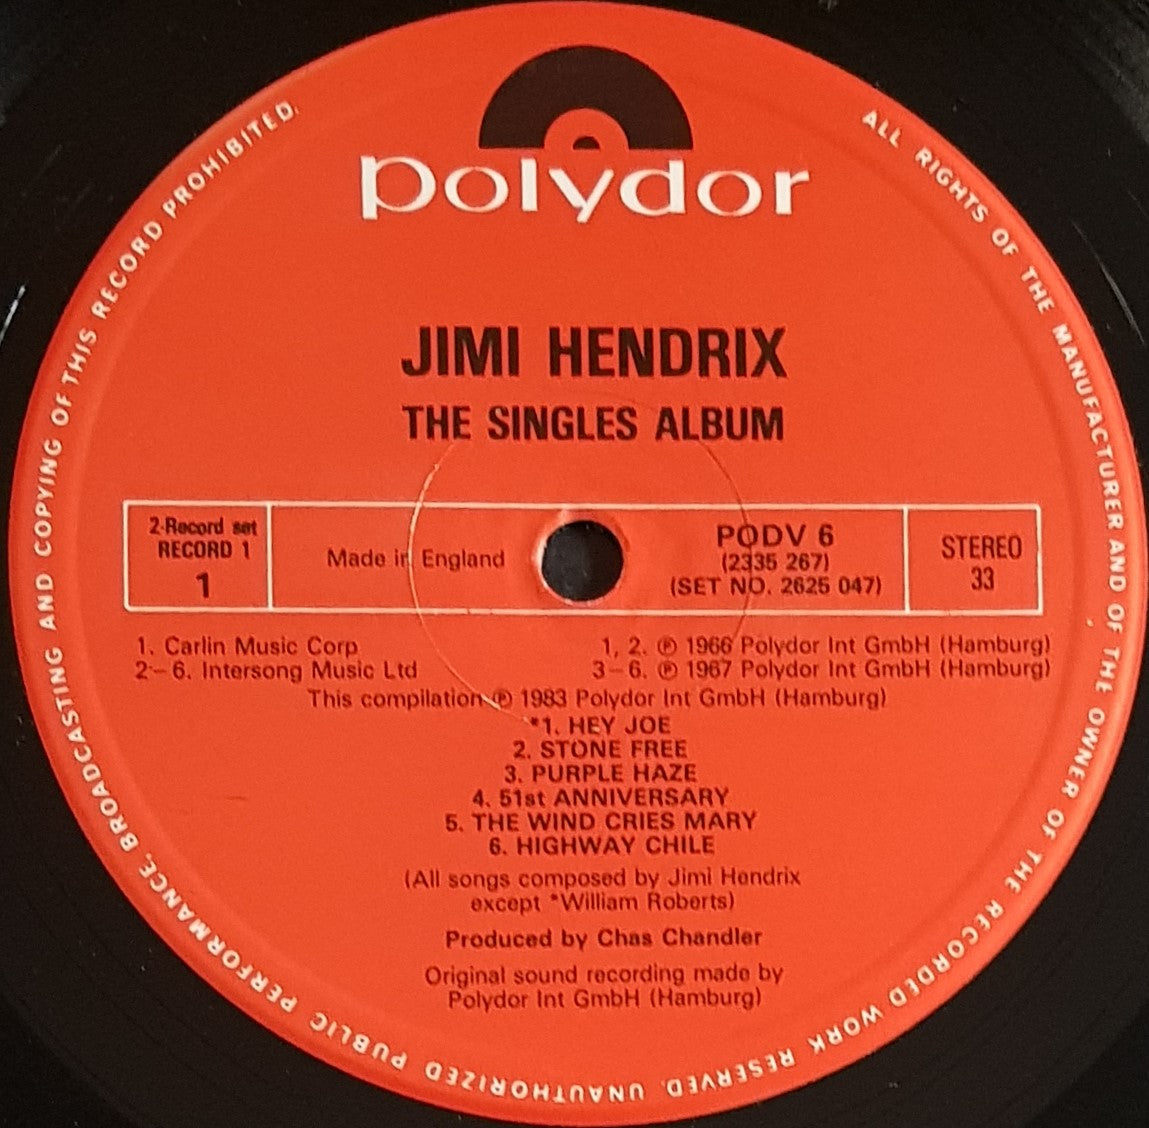 polydor
JIMI HENDRIX
THE SINGLES ALBUM
2-Record set
RECORD 1
1
Made in England
PODV 6
(2335 267)
(SET NO. 2625 047)
STEREO
33
1. Carlin Music Corp
2–6. Intersong Music Ltd
1, 2. ℗ 1966 Polydor Int GmbH (Hamburg)
3–6. ℗ 1967 Polydor Int GmbH (Hamburg)
This compilation ℗ 1983 Polydor Int GmbH (Hamburg)
*1. HEY JOE
2. STONE FREE
3. PURPLE HAZE
4. 51st ANNIVERSARY
5. THE WIND CRIES MARY
6. HIGHWAY CHILE
(All songs composed by Jimi Hendrix
except *William Roberts)
Produced by Chas Chandler
Original sound recording made by
Polydor Int GmbH (Hamburg)
ALL RIGHTS OF THE MANUFACTURER AND OF THE OWNER OF THE RECORDED WORK RESERVED. UNAUTHORIZED PUBLIC PERFORMANCE, BROADCASTING AND COPYING OF THIS RECORD PROHIBITED.